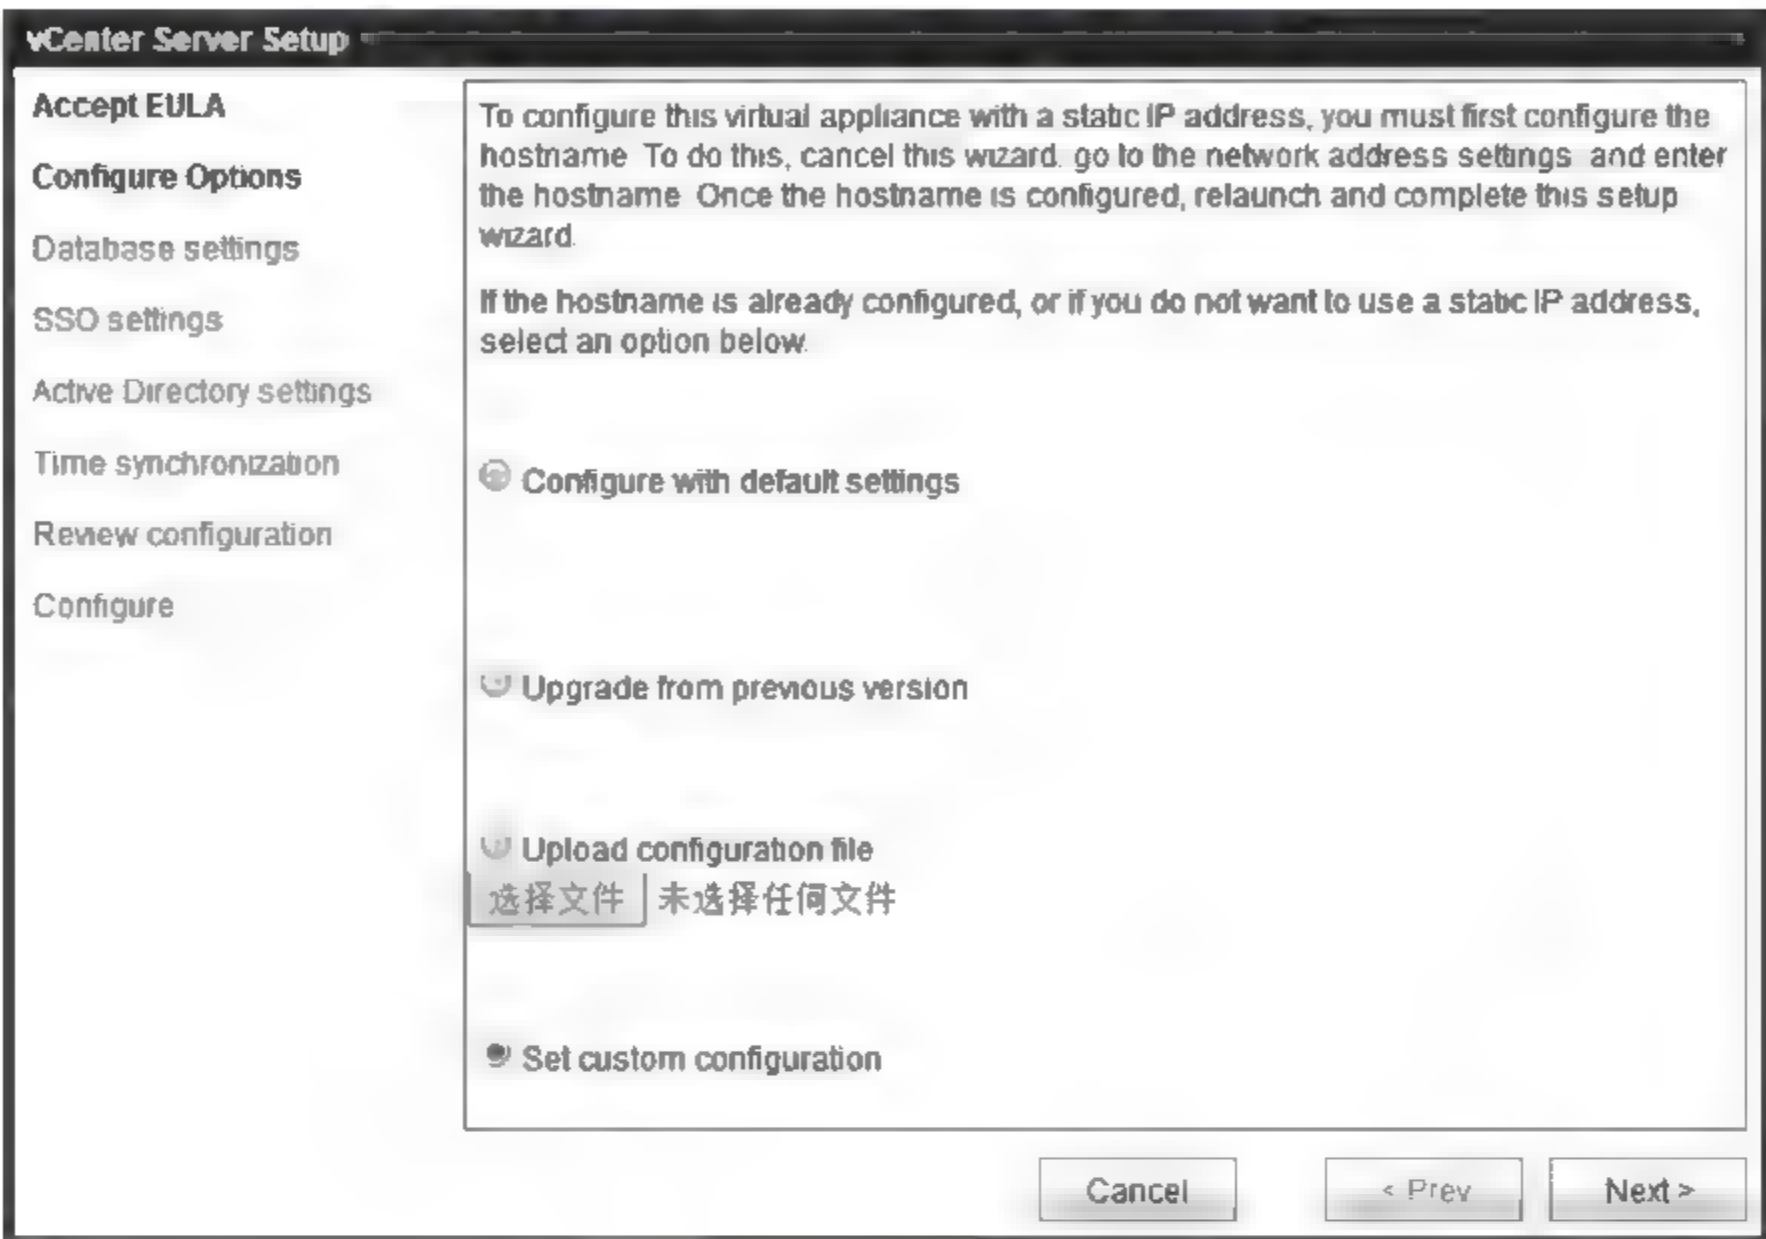 vCenter Server Setup
Accept EULA
Configure Options
Database settings
SSO settings
Active Directory settings
Time synchronization
Review configuration
Configure
To configure this virtual appliance with a static IP address, you must first configure the
hostname. To do this, cancel this wizard, go to the network address settings, and enter
the hostname. Once the hostname is configured, relaunch and complete this setup
wizard.
If the hostname is already configured, or if you do not want to use a static IP address,
select an option below.
Configure with default settings
Upgrade from previous version
Upload configuration file
选择文件 未选择任何文件
Set custom configuration
Cancel < Prev Next >